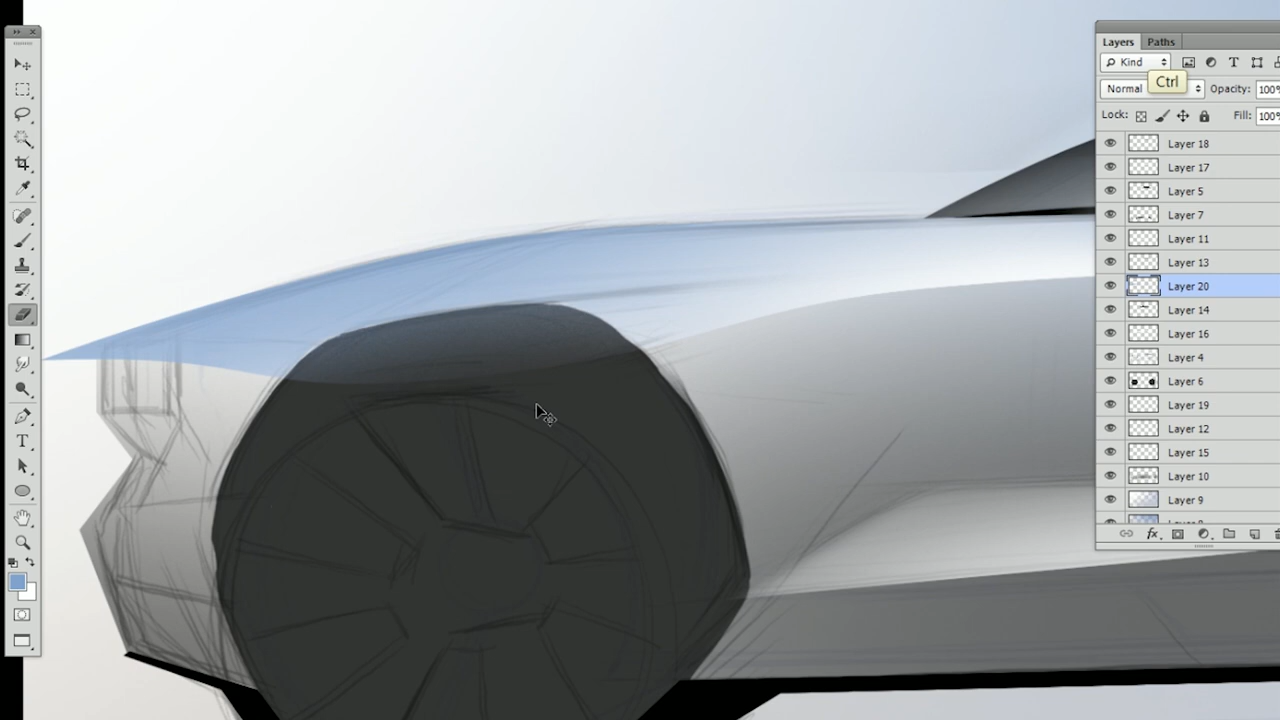 Layers Paths
Kind
Ctrl
Normal Opacity: 100%
Lock: Fill: 100%
Layer 18
Layer 17
Layer 5
Layer 7
Layer 11
Layer 13
Layer 20
Layer 14
Layer 16
Layer 4
Layer 6
Layer 19
Layer 12
Layer 15
Layer 10
Layer 9